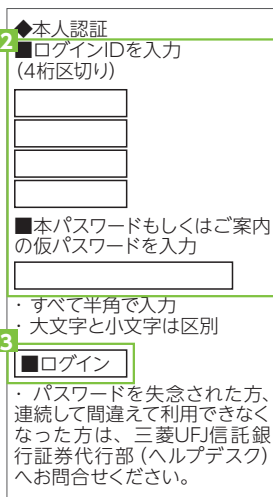 ◆本人認証
2
■ログインIDを入力
(4桁区切り)
■本パスワードもしくはご案内
の仮パスワードを入力
・すべて半角で入力
・大文字と小文字は区別
3
■ログイン
・パスワードを失念された方、
連続して間違えて利用できなく
なった方は、三菱UFJ信託銀
行証券代行部(ヘルプデスク)
へお問合せください。